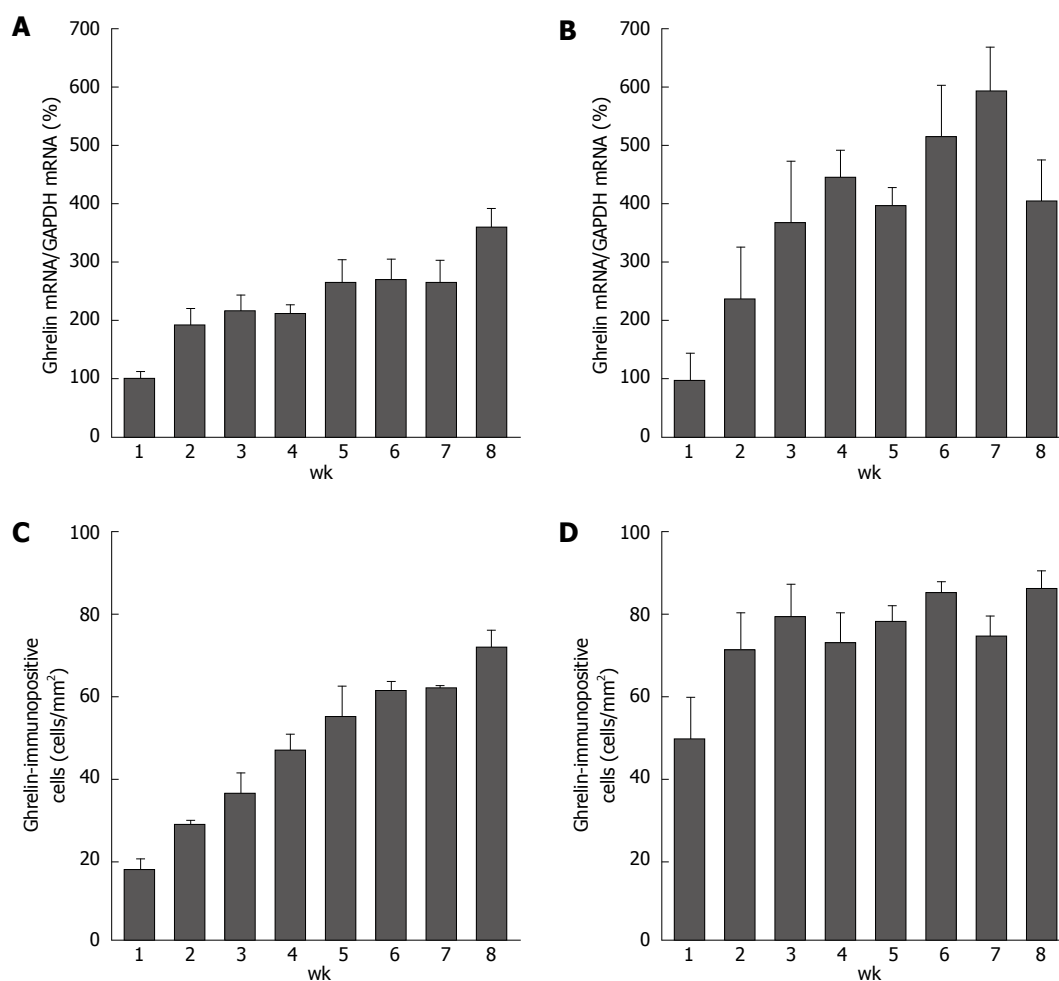 A
Ghrelin mRNA/GAPDH mRNA (%)
700
600
500
400
300
200
100
0
1 2 3 4 5 6 7 8
wk
B
Ghrelin mRNA/GAPDH mRNA (%)
700
600
500
400
300
200
100
0
1 2 3 4 5 6 7 8
wk
C
Ghrelin-immunopositive
cells (cells/mm²)
100
80
60
40
20
0
1 2 3 4 5 6 7 8
wk
D
Ghrelin-immunopositive
cells (cells/mm²)
100
80
60
40
20
0
1 2 3 4 5 6 7 8
wk